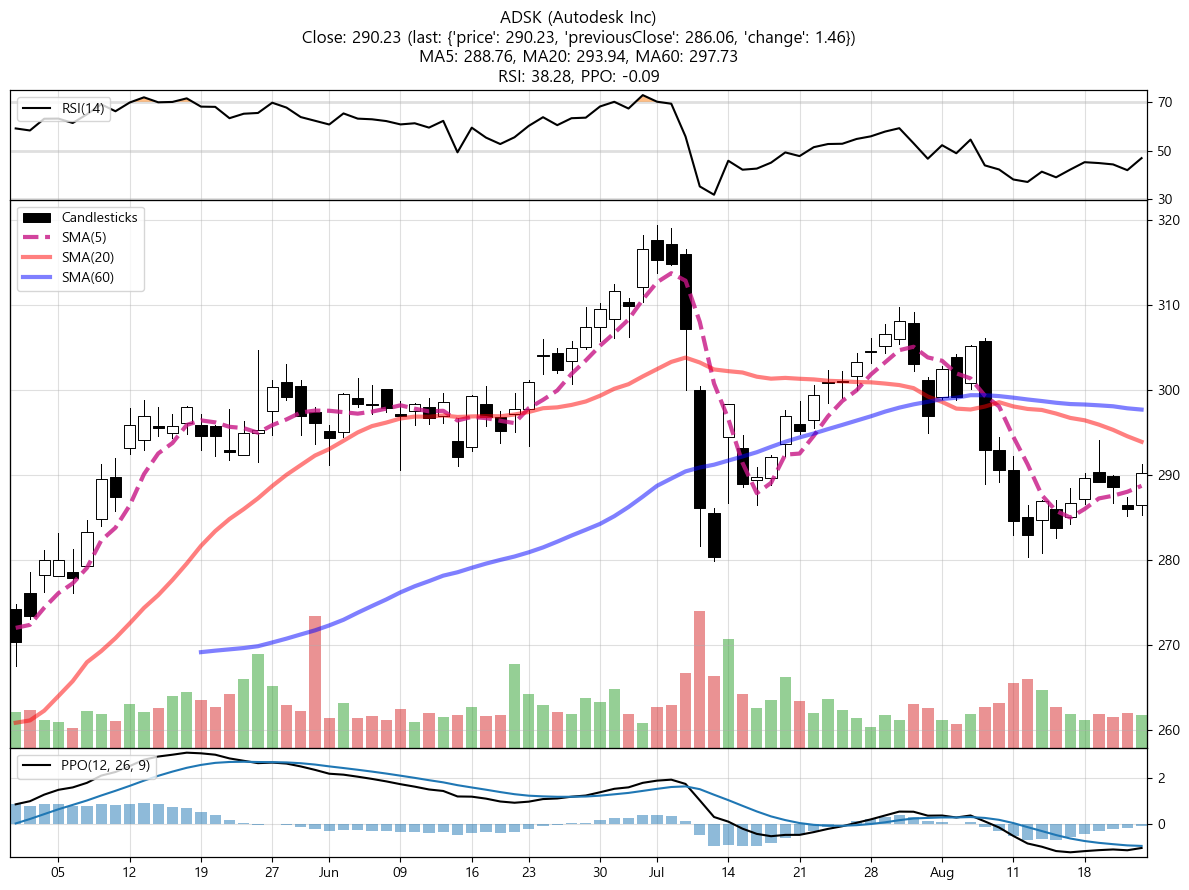 ADSK (Autodesk Inc)
Close: 290.23 (last: {'price': 290.23, 'previousClose': 286.06, 'change': 1.46})
MA5: 288.76, MA20: 293.94, MA60: 297.73
RSI: 38.28, PPO: -0.09
RSI(14)
70
50
30
Candlesticks
SMA(5)
SMA(20)
SMA(60)
320
310
300
290
280
270
260
PPO(12, 26, 9)
2
0
05 12 19 27 Jun 09 16 23 30 Jul 14 21 28 Aug 11 18